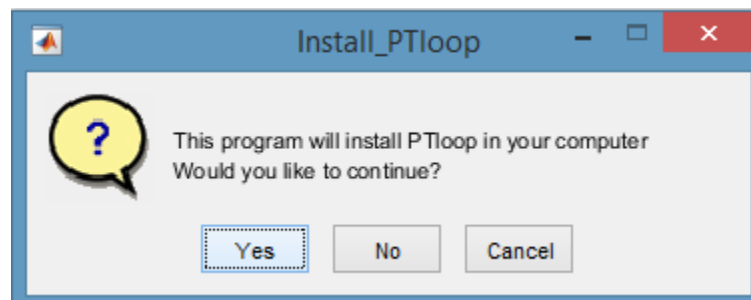 Install_PTloop
?
This program will install PTloop in your computer
Would you like to continue?
Yes No Cancel